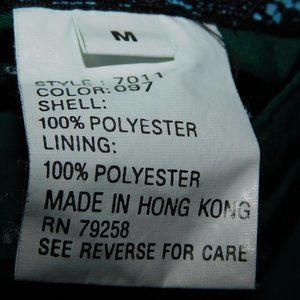 M
STYLE: 7011
COLOR: 097
SHELL:
100% POLYESTER
LINING:
100% POLYESTER
MADE IN HONG KONG
RN 79258
SEE REVERSE FOR CARE